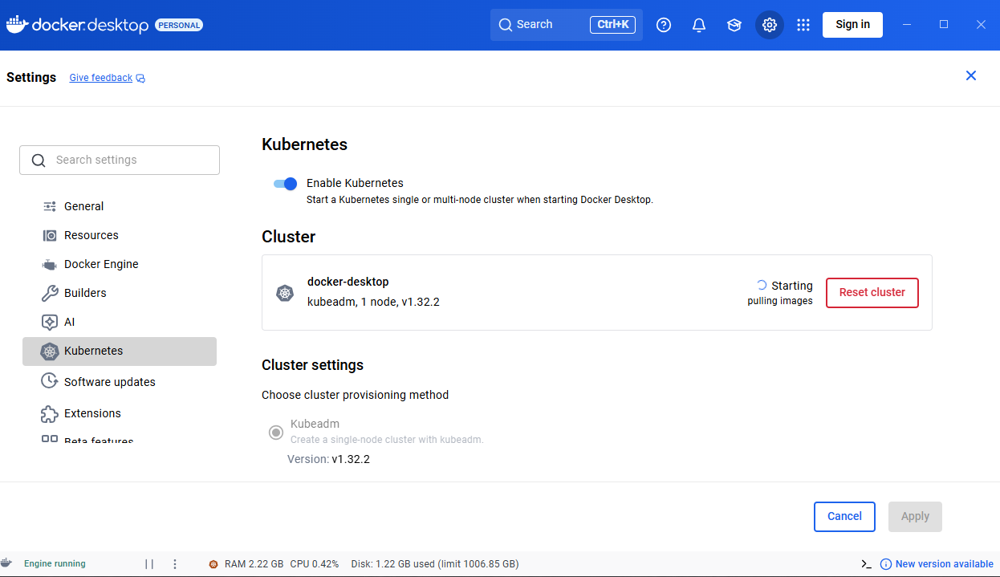 docker.desktop PERSONAL
Search Ctrl+K
Sign in
Settings Give feedback
Search settings
General
Resources
Docker Engine
Builders
AI
Kubernetes
Software updates
Extensions
Beta features
Kubernetes
Enable Kubernetes
Start a Kubernetes single or multi-node cluster when starting Docker Desktop.
Cluster
docker-desktop
kubeadm, 1 node, v1.32.2
Starting
pulling images
Reset cluster
Cluster settings
Choose cluster provisioning method
Kubeadm
Create a single-node cluster with kubeadm.
Version: v1.32.2
Cancel
Apply
Engine running RAM 2.22 GB CPU 0.42% Disk: 1.22 GB used (limit 1006.85 GB) New version available